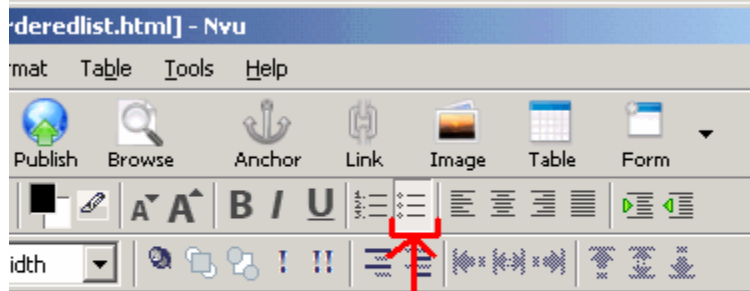 rderedlist.html] - Nvu
rmat Table Tools Help
Publish Browse Anchor Link Image Table Form
A A B I U
idth ! !!